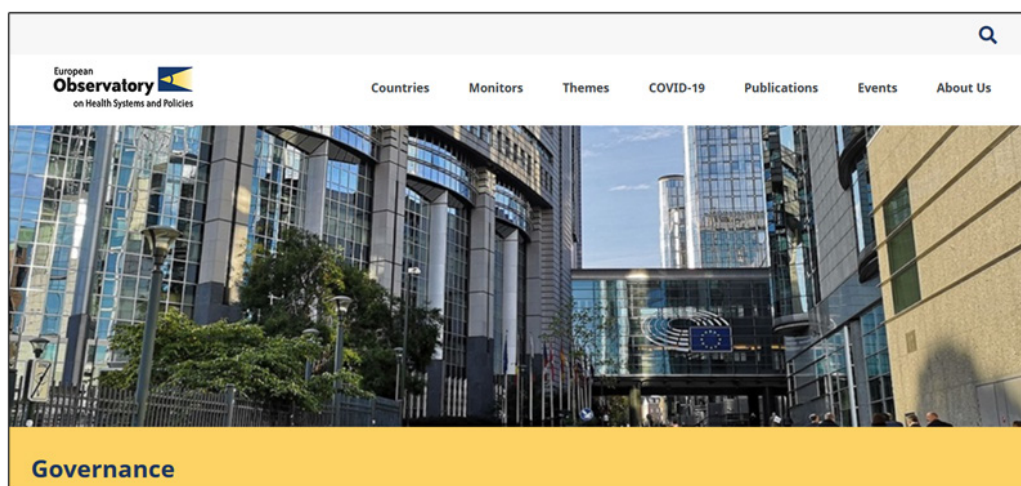 European
Observatory
on Health Systems and Policies
Countries Monitors Themes COVID-19 Publications Events About Us
Governance